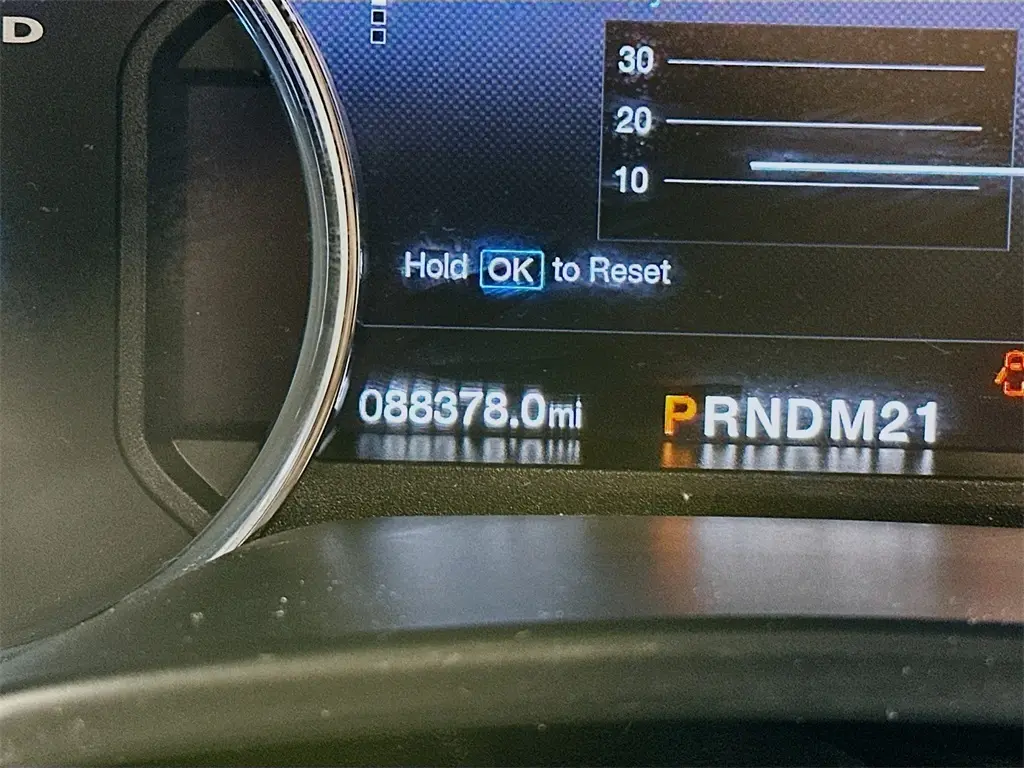 D
30
20
10
Hold OK to Reset
088378.0mi
PRNDM21